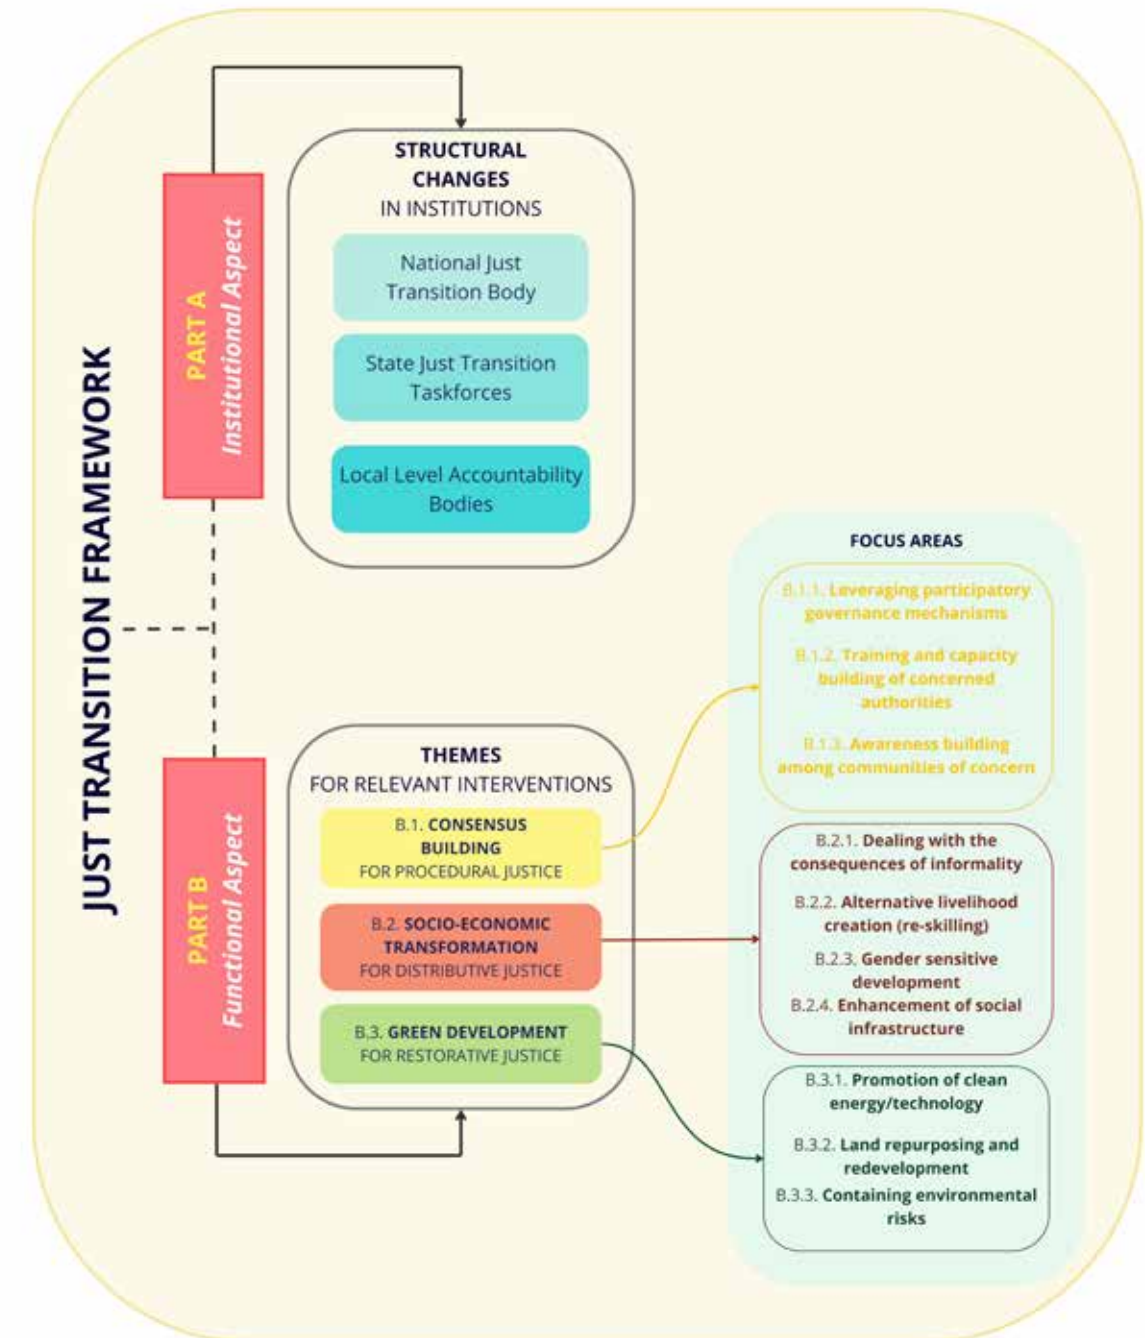 JUST TRANSITION FRAMEWORK
PART A
Institutional Aspect
STRUCTURAL
CHANGES
IN INSTITUTIONS
National Just
Transition Body
State Just Transition
Taskforces
Local Level Accountability
Bodies
PART B
Functional Aspect
THEMES
FOR RELEVANT INTERVENTIONS
B.1. CONSENSUS
BUILDING
FOR PROCEDURAL JUSTICE
B.2. SOCIO-ECONOMIC
TRANSFORMATION
FOR DISTRIBUTIVE JUSTICE
B.3. GREEN DEVELOPMENT
FOR RESTORATIVE JUSTICE
FOCUS AREAS
B.1.1. Leveraging participatory
governance mechanisms
B.1.2. Training and capacity
building of concerned
authorities
B.1.3. Awareness building
among communities of concern
B.2.1. Dealing with the
consequences of informality
B.2.2. Alternative livelihood
creation (re-skilling)
B.2.3. Gender sensitive
development
B.2.4. Enhancement of social
infrastructure
B.3.1. Promotion of clean
energy/technology
B.3.2. Land repurposing and
redevelopment
B.3.3. Containing environmental
risks